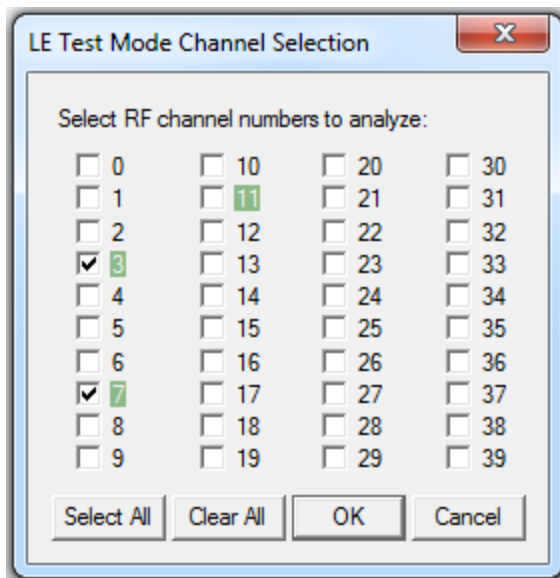 LE Test Mode Channel Selection
Select RF channel numbers to analyze:
0 10 20 30
1 11 21 31
2 12 22 32
3 13 23 33
4 14 24 34
5 15 25 35
6 16 26 36
7 17 27 37
8 18 28 38
9 19 29 39
Select All Clear All OK Cancel